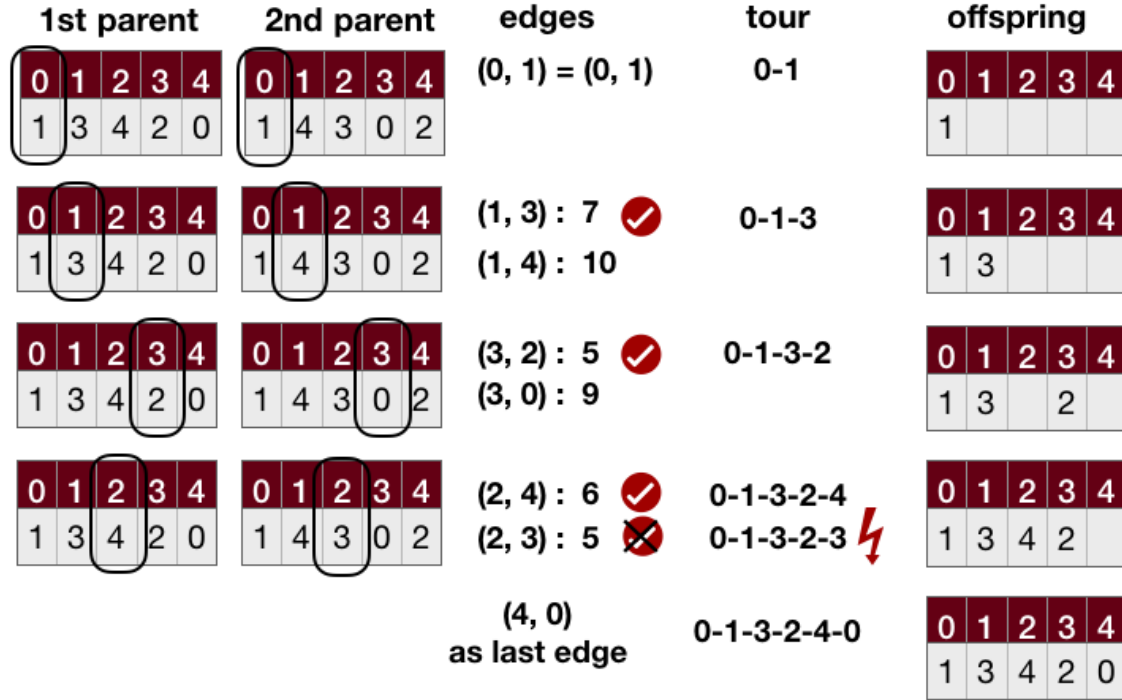 1st parent 2nd parent edges tour offspring
0 1 2 3 4 0 1 2 3 4 (0, 1) = (0, 1) 0-1 0 1 2 3 4
1 3 4 2 0 1 4 3 0 2 1
0 1 2 3 4 0 1 2 3 4 (1, 3) : 7 0-1-3 0 1 2 3 4
1 3 4 2 0 1 4 3 0 2 (1, 4) : 10 1 3
0 1 2 3 4 0 1 2 3 4 (3, 2) : 5 0-1-3-2 0 1 2 3 4
1 3 4 2 0 1 4 3 0 2 (3, 0) : 9 1 3 2
0 1 2 3 4 0 1 2 3 4 (2, 4) : 6 0-1-3-2-4 0 1 2 3 4
1 3 4 2 0 1 4 3 0 2 (2, 3) : 5 0-1-3-2-3 1 3 4 2
(4, 0) 0-1-3-2-4-0 0 1 2 3 4
as last edge 1 3 4 2 0